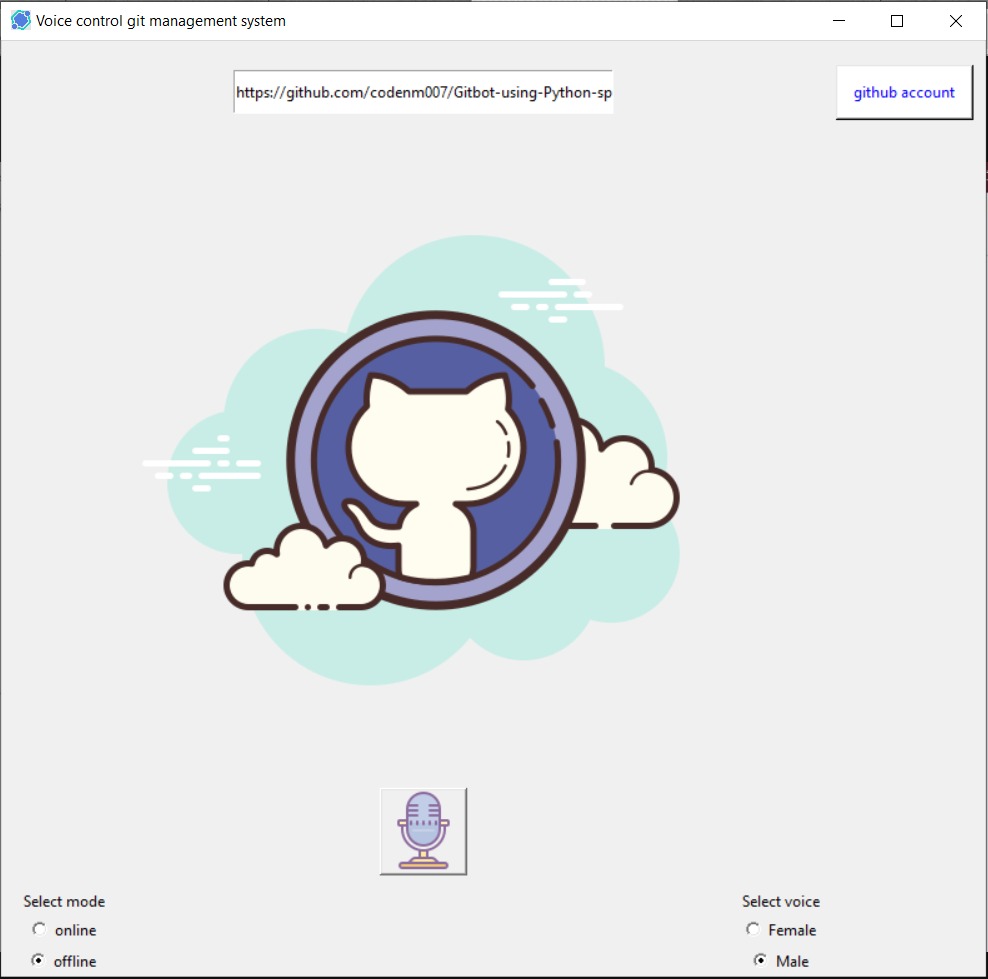 Voice control git management system
https://github.com/codenm007/Gitbot-using-Python-sp
github account
Select mode
online
offline
Select voice
Female
Male